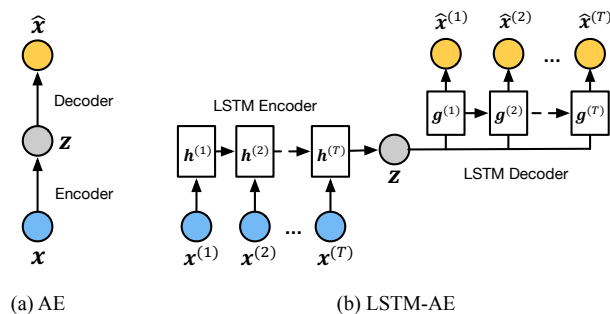 x̂
Decoder
z
Encoder
x
(a) AE
x̂⁽¹⁾ x̂⁽²⁾ ... x̂⁽ᵀ⁾
g⁽¹⁾ g⁽²⁾ g⁽ᵀ⁾
LSTM Encoder
h⁽¹⁾ h⁽²⁾ h⁽ᵀ⁾
z
LSTM Decoder
x⁽¹⁾ x⁽²⁾ ... x⁽ᵀ⁾
(b) LSTM-AE